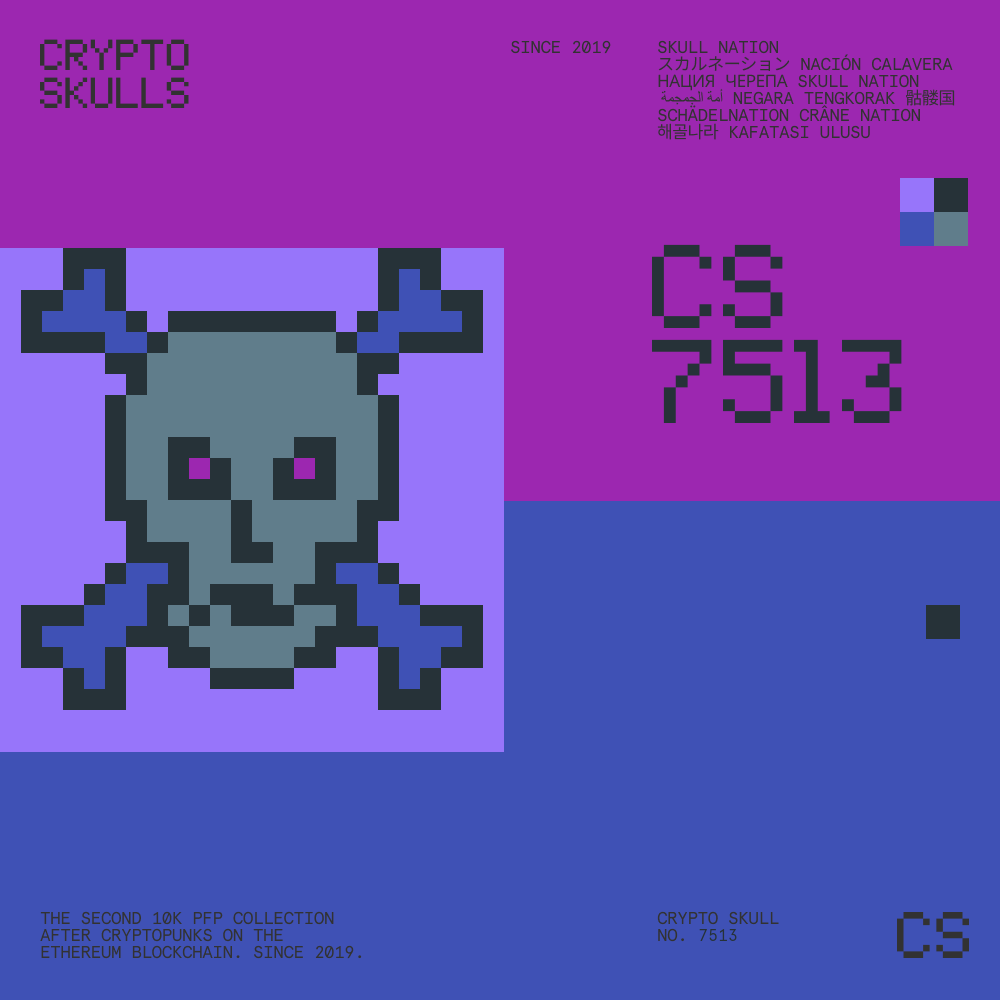 CRYPTO
SKULLS
SINCE 2019
SKULL NATION
スカルネーション NACIÓN CALAVERA
НАЦИЯ ЧЕРЕПА SKULL NATION
أمة الجمجمة NEGARA TENGKORAK 骷髅国
SCHÄDELNATION CRÂNE NATION
해골나라 KAFATASI ULUSU
CS
7513
THE SECOND 10K PFP COLLECTION
AFTER CRYPTOPUNKS ON THE
ETHEREUM BLOCKCHAIN. SINCE 2019.
CRYPTO SKULL
NO. 7513
CS